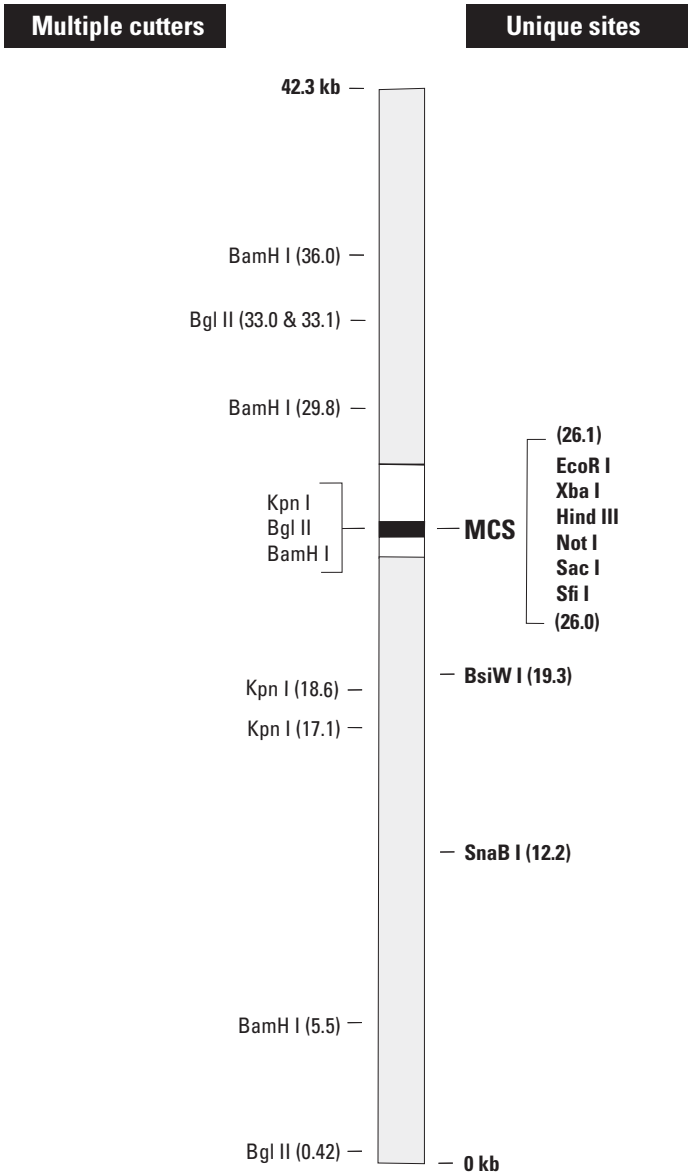 Multiple cutters
Unique sites
42.3 kb
BamH I (36.0)
Bgl II (33.0 & 33.1)
BamH I (29.8)
(26.1)
EcoR I
Xba I
Hind III
Not I
Sac I
Sfi I
(26.0)
Kpn I
Bgl II
BamH I
MCS
BsiW I (19.3)
Kpn I (18.6)
Kpn I (17.1)
SnaB I (12.2)
BamH I (5.5)
Bgl II (0.42)
0 kb